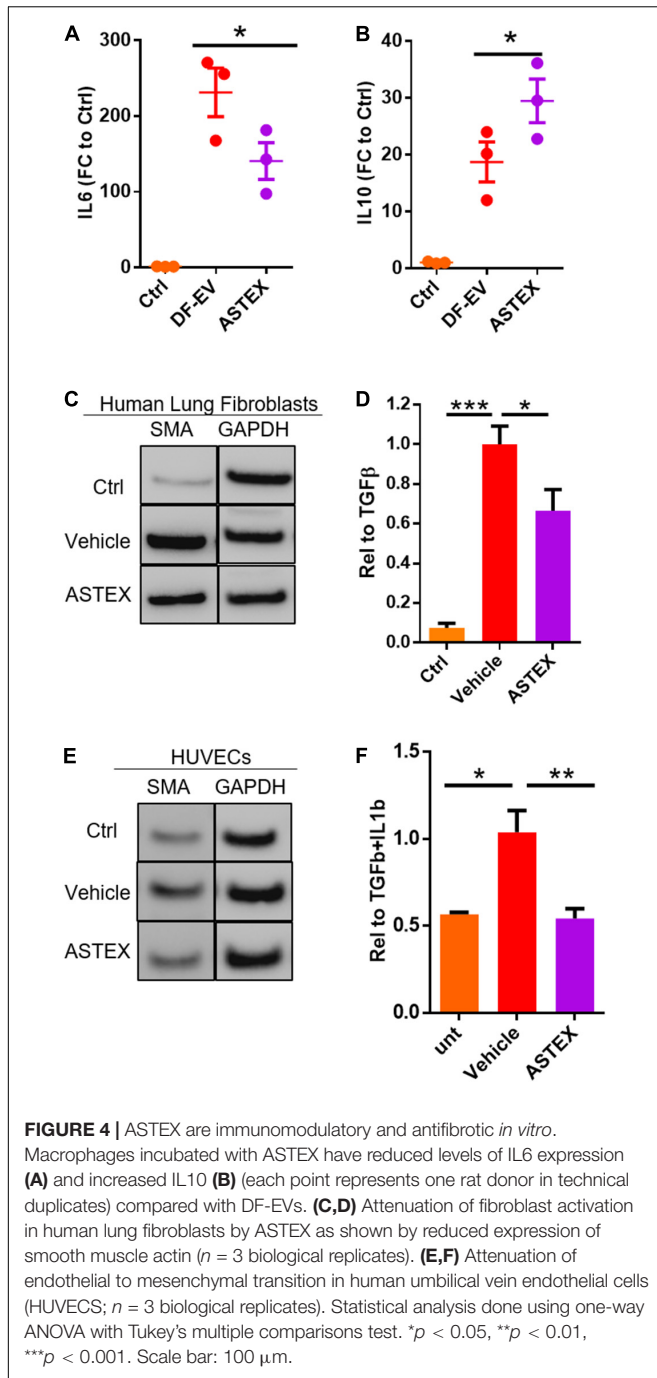 A
B
*
*
IL6 (FC to Ctrl)
300
200
100
0
Ctrl
DF-EV
ASTEX
IL10 (FC to Ctrl)
40
30
20
10
0
Ctrl
DF-EV
ASTEX
C
Human Lung Fibroblasts
SMA GAPDH
Ctrl
Vehicle
ASTEX
D
*** *
Rel to TGFβ
1.2
1.0
0.8
0.6
0.4
0.2
0.0
Ctrl
Vehicle
ASTEX
E
HUVECs
SMA GAPDH
Ctrl
Vehicle
ASTEX
F
* **
Rel to TGFb+IL1b
1.5
1.0
0.5
0.0
unt
Vehicle
ASTEX
FIGURE 4 | ASTEX are immunomodulatory and antifibrotic in vitro.
Macrophages incubated with ASTEX have reduced levels of IL6 expression
(A) and increased IL10 (B) (each point represents one rat donor in technical
duplicates) compared with DF-EVs. (C,D) Attenuation of fibroblast activation
in human lung fibroblasts by ASTEX as shown by reduced expression of
smooth muscle actin (n = 3 biological replicates). (E,F) Attenuation of
endothelial to mesenchymal transition in human umbilical vein endothelial cells
(HUVECS; n = 3 biological replicates). Statistical analysis done using one-way
ANOVA with Tukey's multiple comparisons test. *p < 0.05, **p < 0.01,
***p < 0.001. Scale bar: 100 μm.